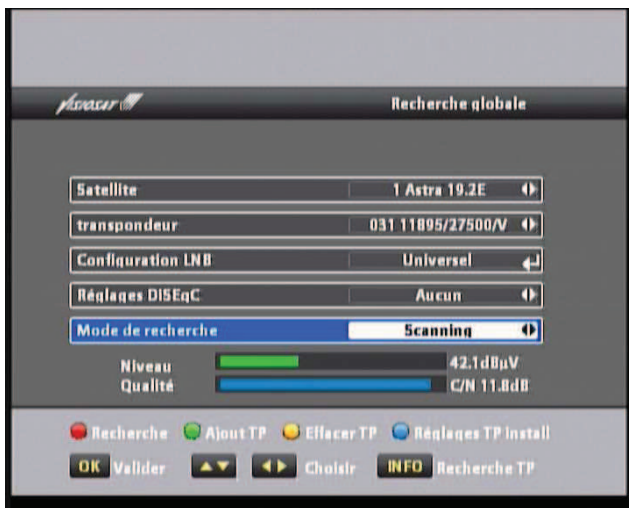 VISIOSAT Recherche globale
Satellite 1 Astra 19.2E
transpondeur 031 11895/27500/V
Configuration LNB Universel
Réglages DISEqC Aucun
Mode de recherche Scanning
Niveau 42.1dBµV
Qualité C/N 11.8dB
Recherche Ajout TP Effacer TP Réglages TP Install
OK Valider Choisir INFO Recherche TP